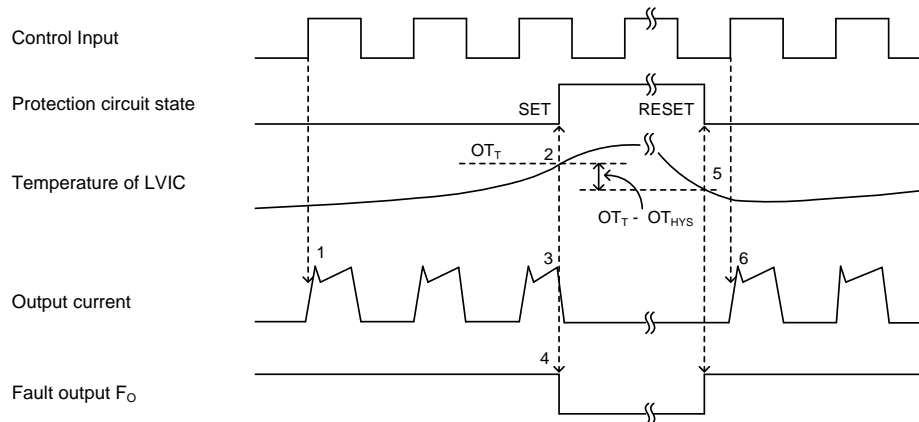 Control Input
Protection circuit state
SET
RESET
OT_T
2
5
Temperature of LVIC
OT_T - OT_HYS
1
3
6
Output current
4
Fault output F_O